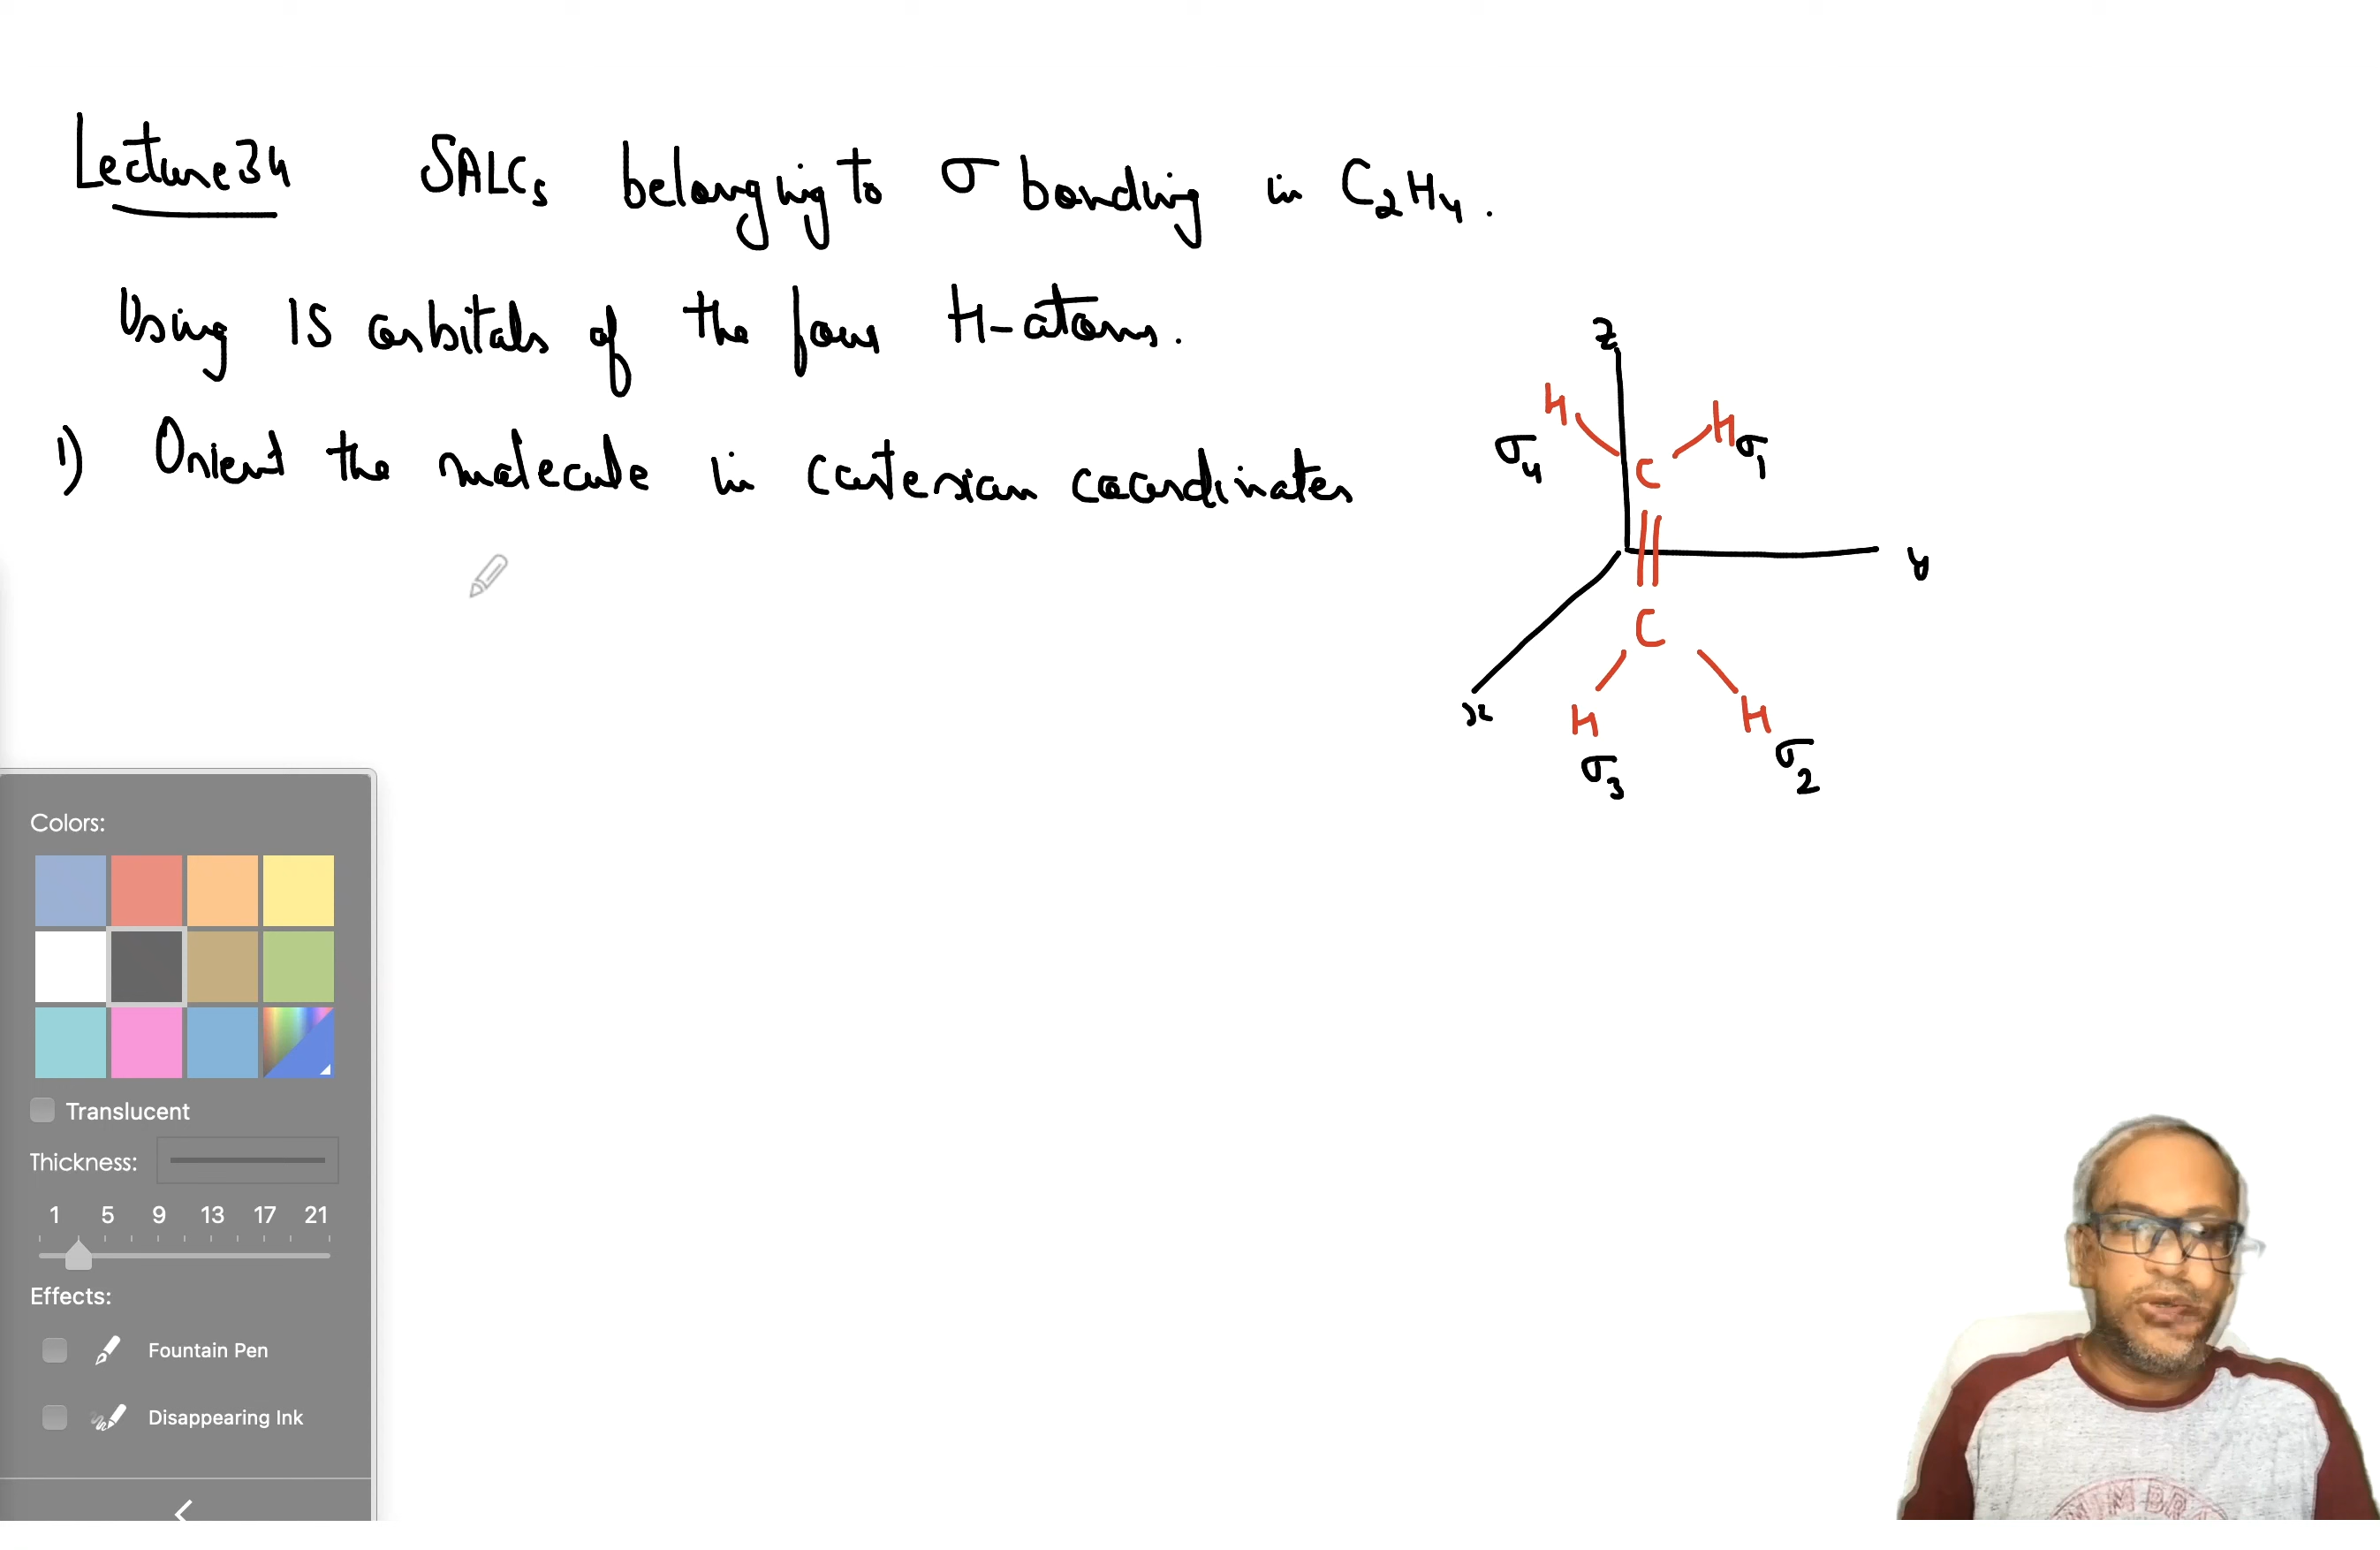 Lecture 34 SALCs belonging to σ bonding in C₂H₄.
Using 1S orbitals of the four H-atoms.
1) Orient the molecule in cartesian coordinates
z
H H
σ₄ C σ₁
y
C
x H H
σ₃ σ₂
Colors:
Translucent
Thickness:
1 5 9 13 17 21
Effects:
Fountain Pen
Disappearing Ink